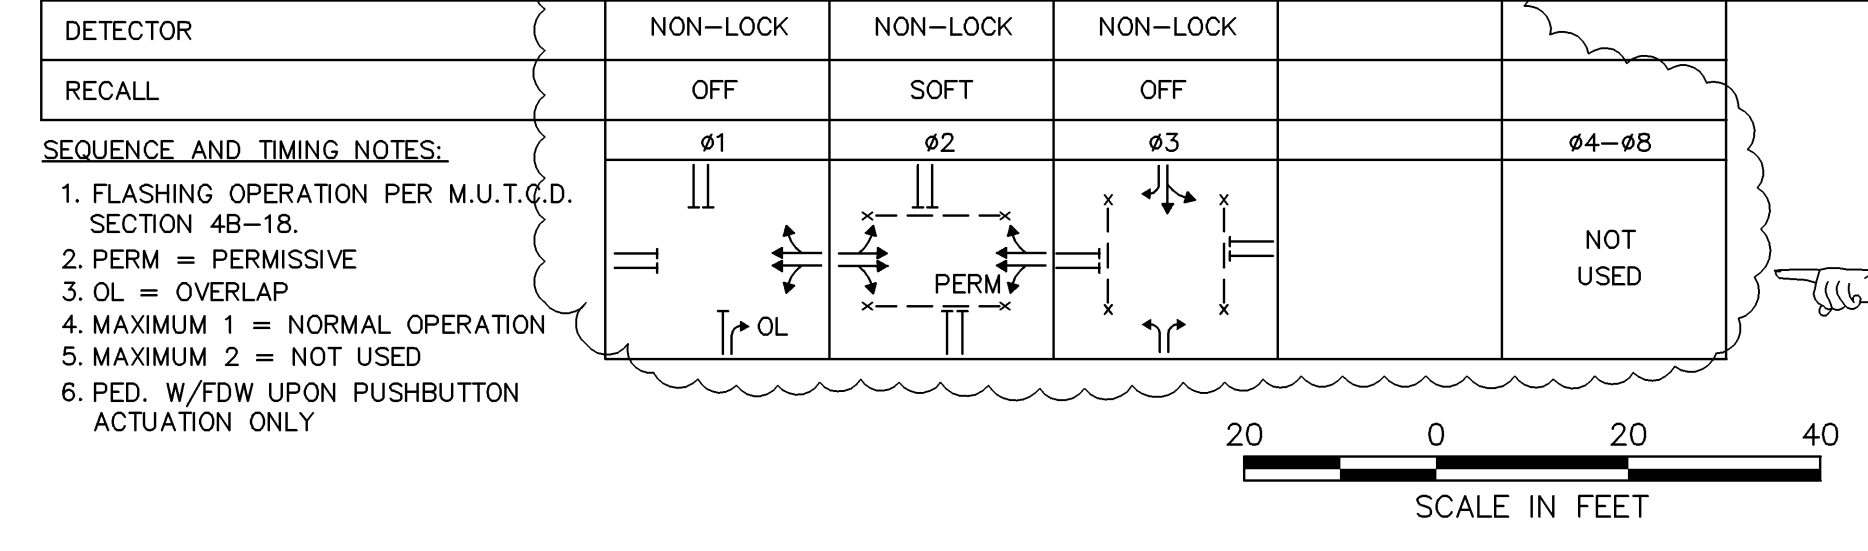 DETECTOR NON-LOCK NON-LOCK NON-LOCK
RECALL OFF SOFT OFF
ø1 ø2 ø3 ø4-ø8
SEQUENCE AND TIMING NOTES:
1. FLASHING OPERATION PER M.U.T.C.D.
SECTION 4B-18.
2. PERM = PERMISSIVE
3. OL = OVERLAP
4. MAXIMUM 1 = NORMAL OPERATION
5. MAXIMUM 2 = NOT USED
6. PED. W/FDW UPON PUSHBUTTON
ACTUATION ONLY
OL
PERM
NOT
USED
20 0 20 40
SCALE IN FEET